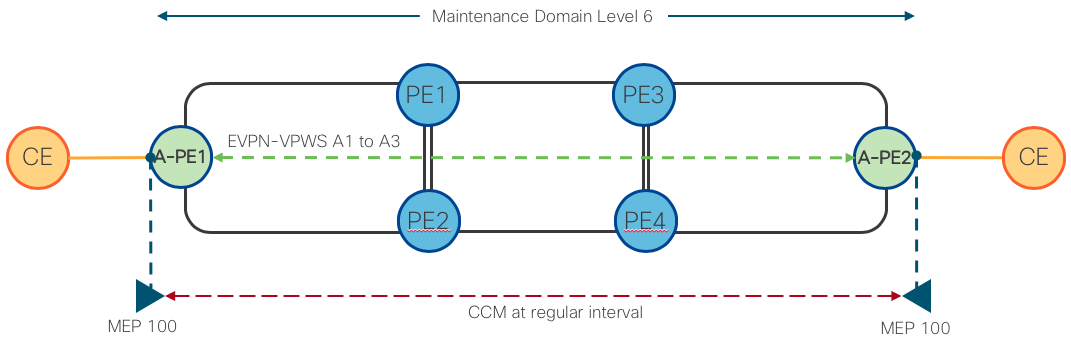 Maintenance Domain Level 6
PE1
PE3
EVPN-VPWS A1 to A3
CE
A-PE1
A-PE2
CE
PE2
PE4
CCM at regular interval
MEP 100
MEP 100